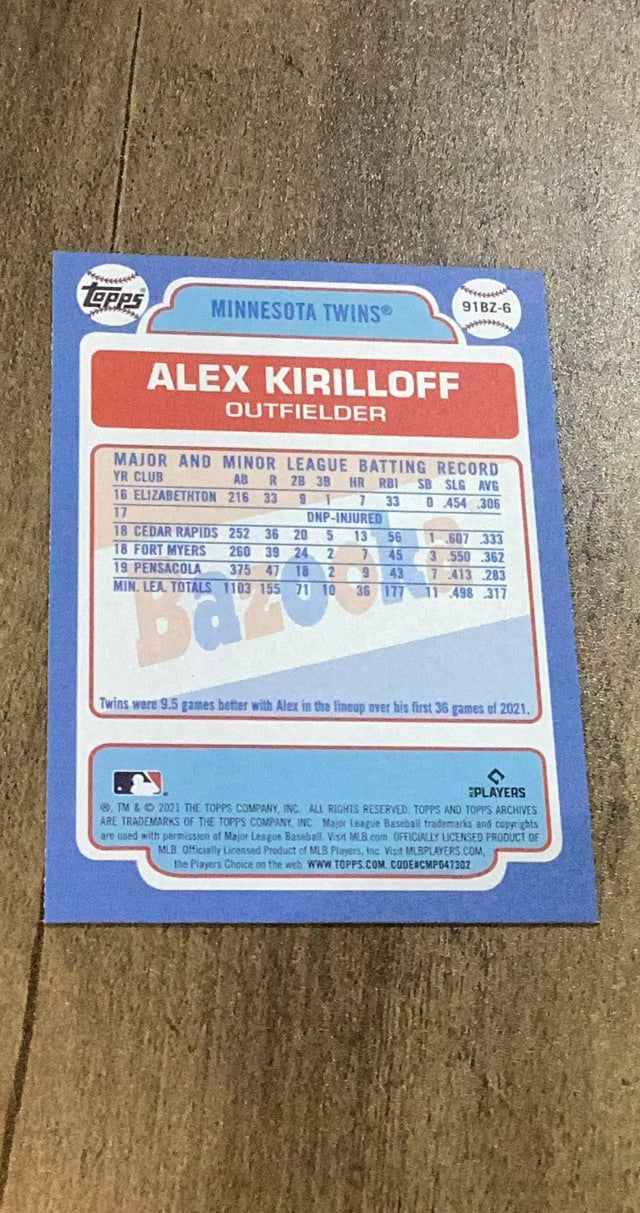 Topps
MINNESOTA TWINS®
91BZ-6
ALEX KIRILLOFF
OUTFIELDER
MAJOR AND MINOR LEAGUE BATTING RECORD
YR CLUB AB R 2B 3B HR RBI SB SLG AVG
16 ELIZABETHTON 216 33 9 1 7 33 0 .454 .306
17 DNP-INJURED
18 CEDAR RAPIDS 252 36 20 5 13 56 1 .607 .333
18 FORT MYERS 260 39 24 2 7 45 3 .550 .362
19 PENSACOLA 375 47 18 2 9 43 7 .413 .283
MIN. LEA. TOTALS 1103 155 71 10 36 177 11 .498 .317
Bazooka
Twins were 9.5 games better with Alex in the lineup over his first 36 games of 2021.
MLB PLAYERS
®, TM & © 2021 THE TOPPS COMPANY, INC. ALL RIGHTS RESERVED. TOPPS AND TOPPS ARCHIVES
ARE TRADEMARKS OF THE TOPPS COMPANY, INC. Major League Baseball trademarks and copyrights
are used with permission of Major League Baseball. Visit MLB.com. OFFICIALLY LICENSED PRODUCT OF
MLB. Officially Licensed Product of MLB Players, Inc. Visit MLBPLAYERS.COM,
the Players Choice on the web. WWW.TOPPS.COM. CODE#CMP047302